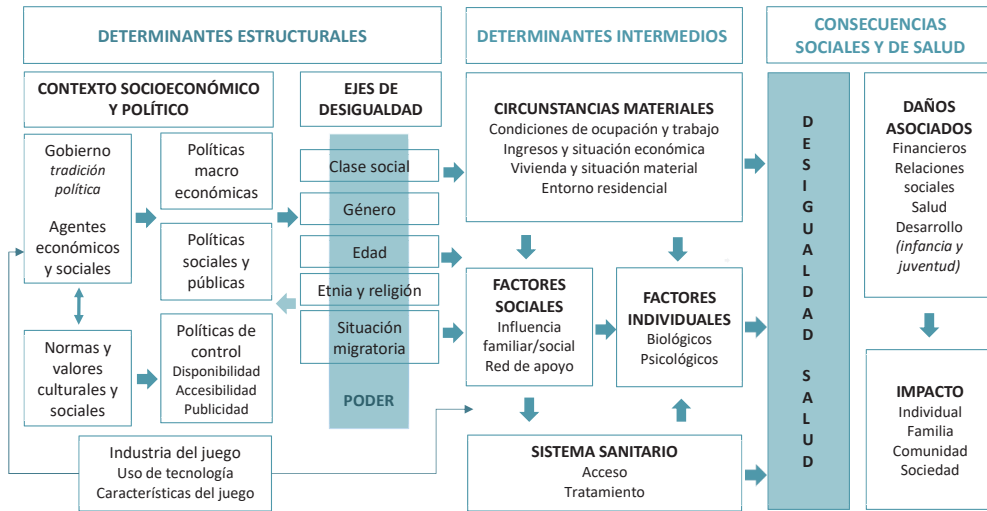 DETERMINANTES ESTRUCTURALES
DETERMINANTES INTERMEDIOS
CONSECUENCIAS
SOCIALES Y DE SALUD
CONTEXTO SOCIOECONÓMICO
Y POLÍTICO
Gobierno
tradición
política
Agentes
económicos
y sociales
Normas y
valores
culturales y
sociales
Políticas
macro
económicas
Políticas
sociales y
públicas
Políticas de
control
Disponibilidad
Accesibilidad
Publicidad
Industria del juego
Uso de tecnología
Características del juego
EJES DE
DESIGUALDAD
Clase social
Género
Edad
Etnia y religión
Situación
migratoria
PODER
CIRCUNSTANCIAS MATERIALES
Condiciones de ocupación y trabajo
Ingresos y situación económica
Vivienda y situación material
Entorno residencial
FACTORES
SOCIALES
Influencia
familiar/social
Red de apoyo
FACTORES
INDIVIDUALES
Biológicos
Psicológicos
SISTEMA SANITARIO
Acceso
Tratamiento
DESIGUALDAD SALUD
DAÑOS
ASOCIADOS
Financieros
Relaciones
sociales
Salud
Desarrollo
(infancia y
juventud)
IMPACTO
Individual
Familia
Comunidad
Sociedad